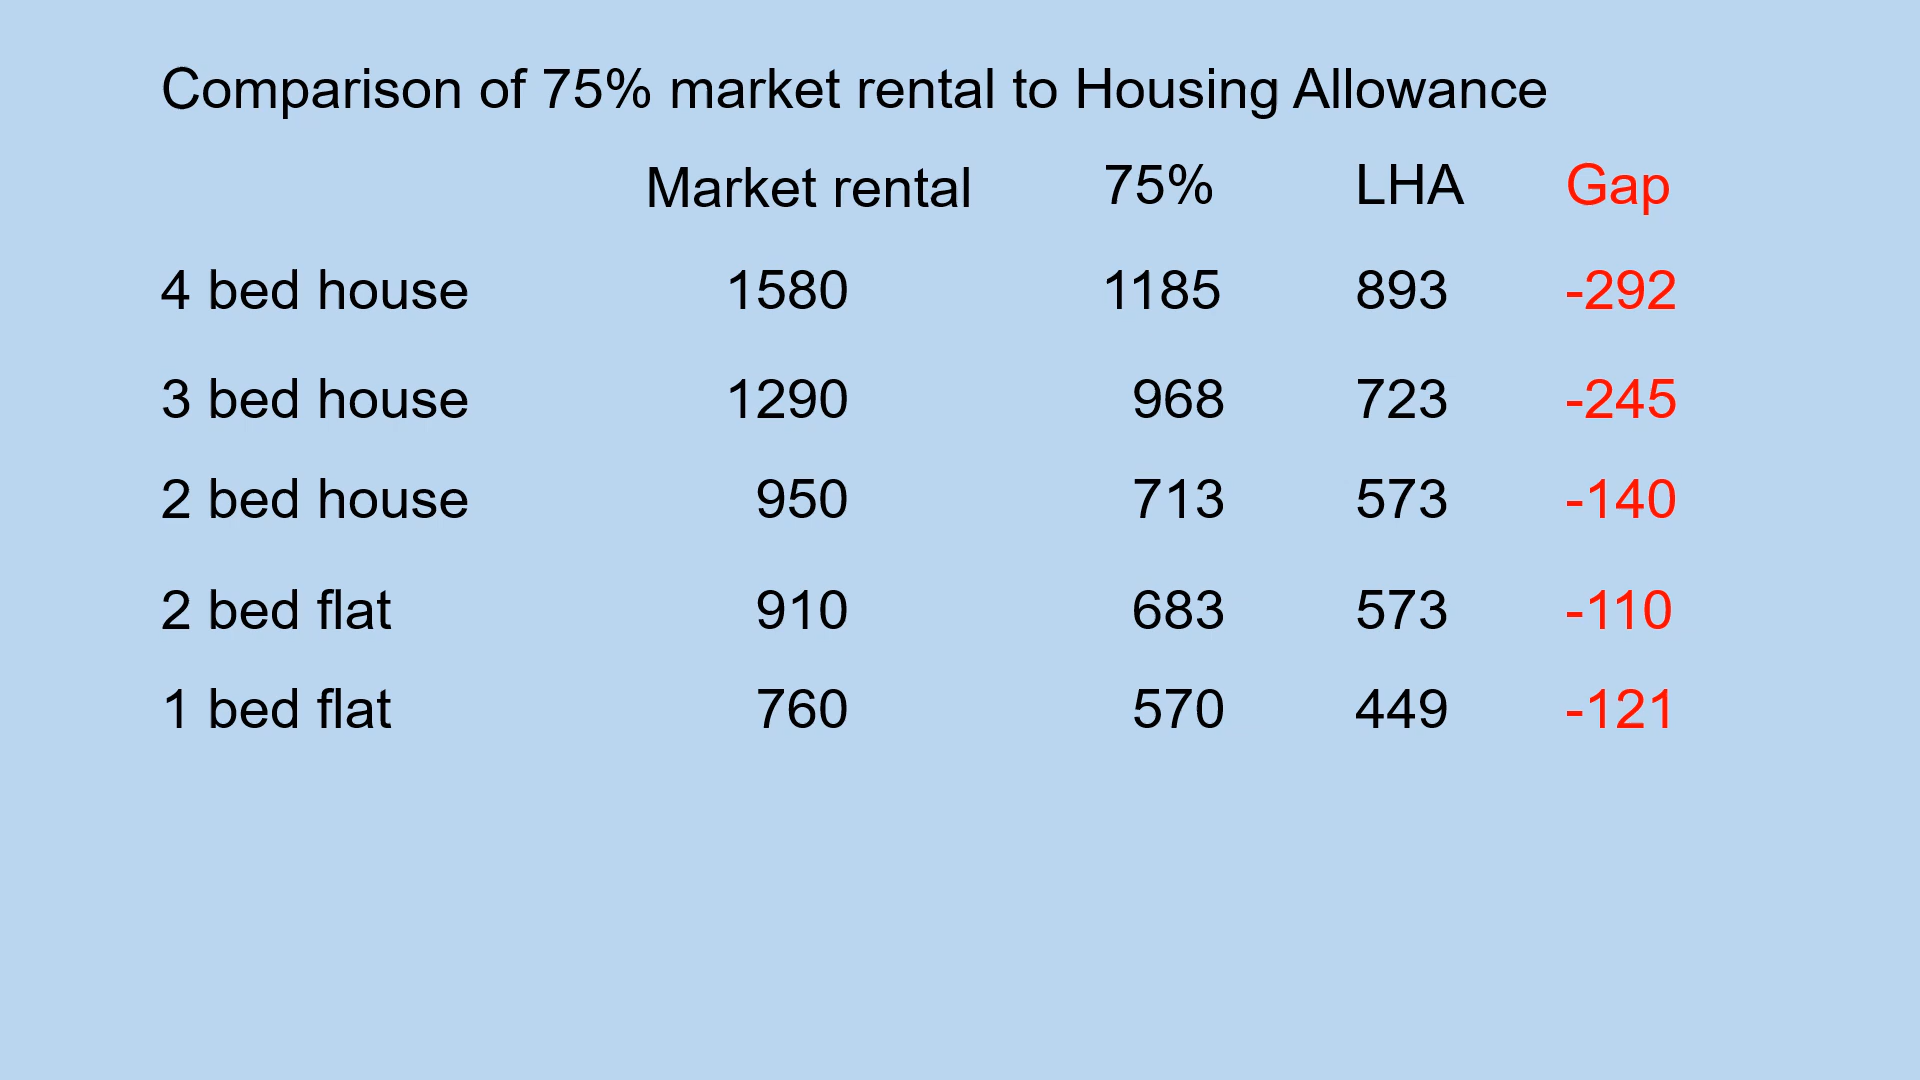 Comparison of 75% market rental to Housing Allowance
Market rental 75% LHA Gap
4 bed house 1580 1185 893 -292
3 bed house 1290 968 723 -245
2 bed house 950 713 573 -140
2 bed flat 910 683 573 -110
1 bed flat 760 570 449 -121